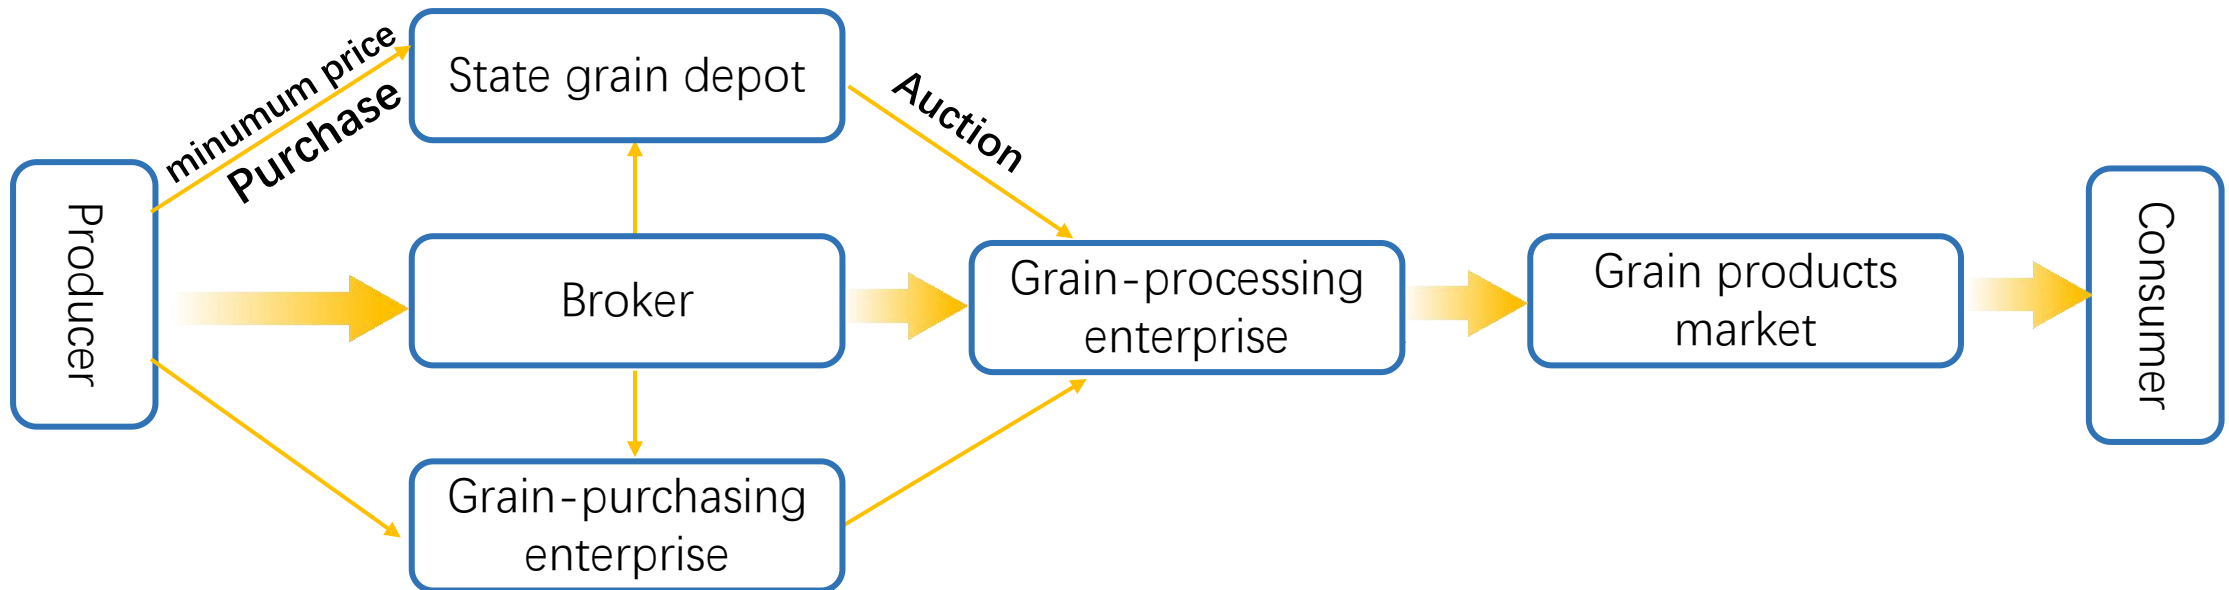 minumum price
Purchase
State grain depot
Auction
Producer
Broker
Grain-processing
enterprise
Grain products
market
Consumer
Grain-purchasing
enterprise